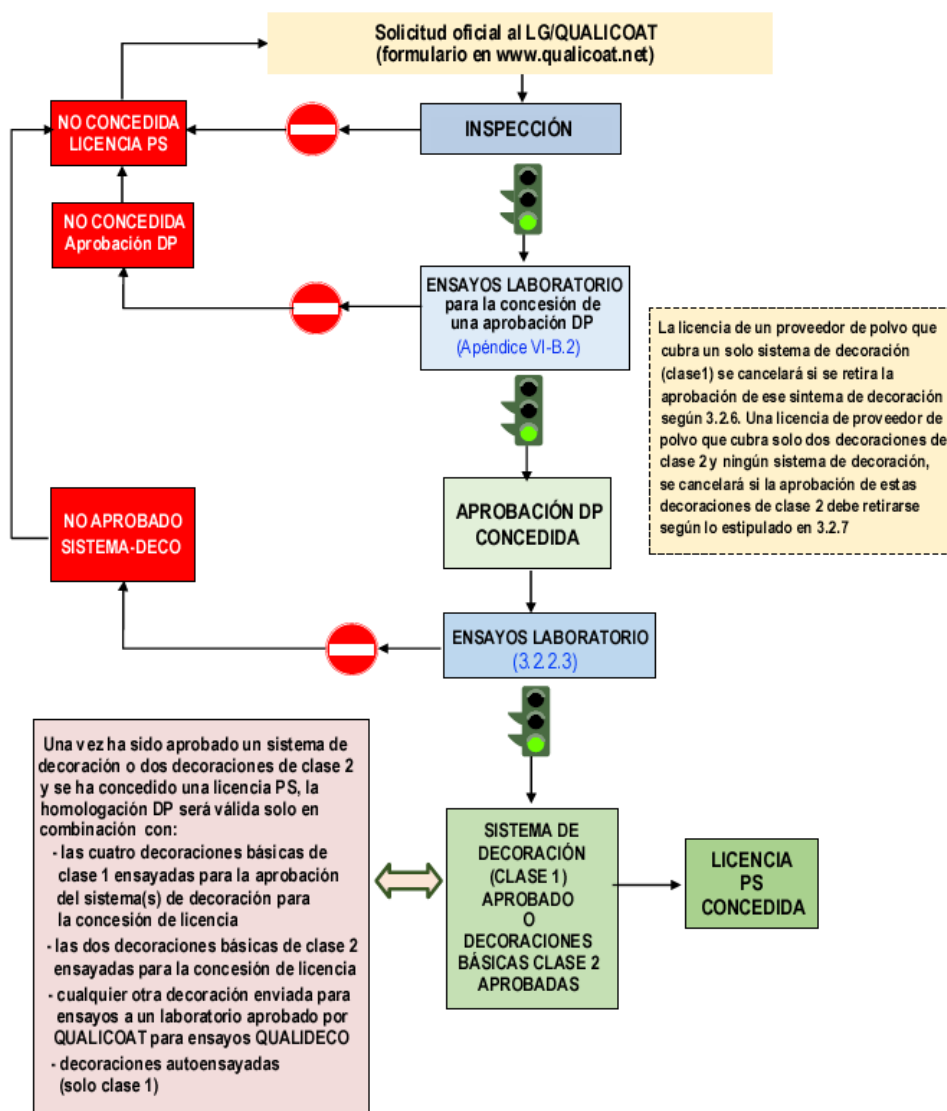 Solicitud oficial al LG/QUALICOAT
(formulario en www.qualicoat.net)
NO CONCEDIDA
LICENCIA PS
INSPECCIÓN
NO CONCEDIDA
Aprobación DP
ENSAYOS LABORATORIO
para la concesión de
una aprobación DP
(Apéndice VI-B.2)
La licencia de un proveedor de polvo que
cubra un solo sistema de decoración
(clase1) se cancelará si se retira la
aprobación de ese sintema de decoración
según 3.2.6. Una licencia de proveedor de
polvo que cubra solo dos decoraciones de
clase 2 y ningún sistema de decoración,
se cancelará si la aprobación de estas
decoraciones de clase 2 debe retirarse
según lo estipulado en 3.2.7
NO APROBADO
SISTEMA-DECO
APROBACIÓN DP
CONCEDIDA
ENSAYOS LABORATORIO
(3.2.2.3)
Una vez ha sido aprobado un sistema de
decoración o dos decoraciones de clase 2
y se ha concedido una licencia PS, la
homologación DP será válida solo en
combinación con:
- las cuatro decoraciones básicas de
clase 1 ensayadas para la aprobación
del sistema(s) de decoración para
la concesión de licencia
- las dos decoraciones básicas de clase 2
ensayadas para la concesión de licencia
- cualquier otra decoración enviada para
ensayos a un laboratorio aprobado por
QUALICOAT para ensayos QUALIDECO
- decoraciones autoensayadas
(solo clase 1)
SISTEMA DE
DECORACIÓN
(CLASE 1)
APROBADO
O
DECORACIONES
BÁSICAS CLASE 2
APROBADAS
LICENCIA
PS
CONCEDIDA